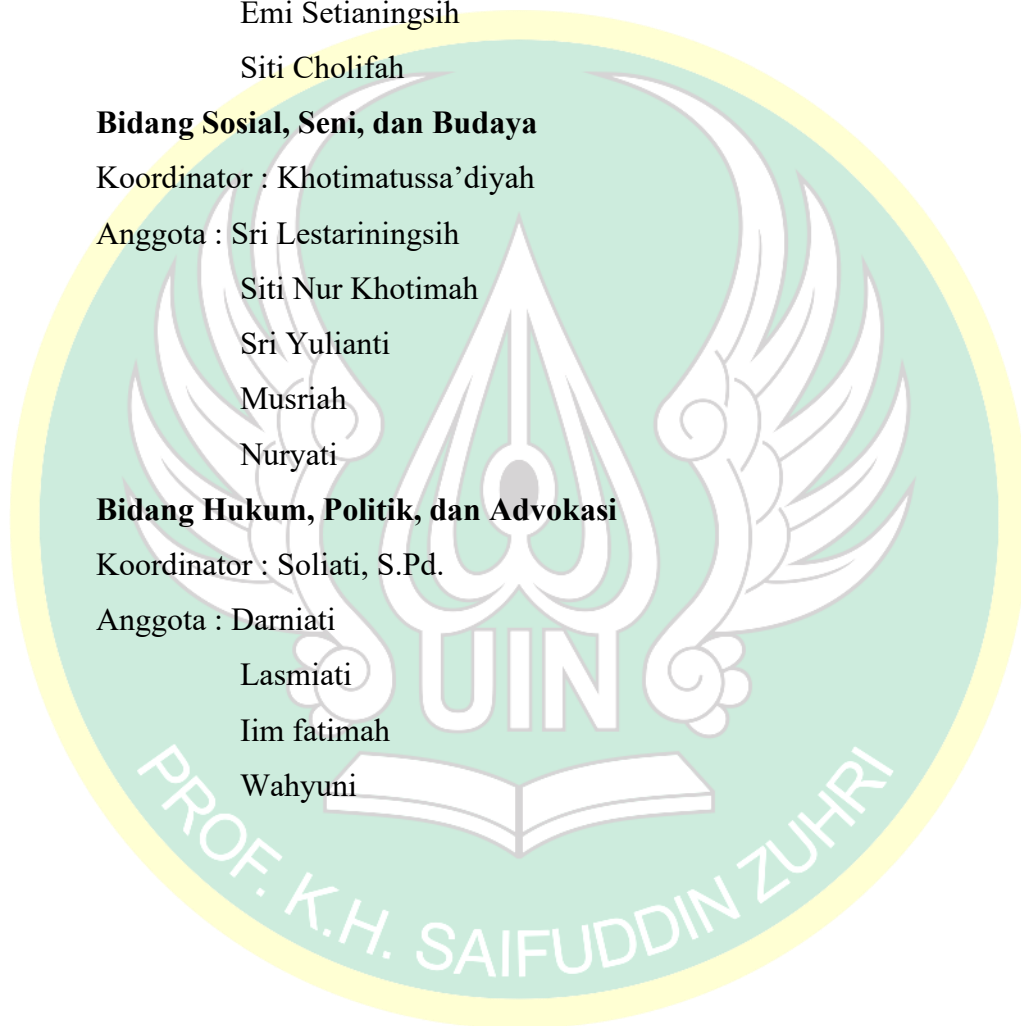 Emi Setianingsih
Siti Cholifah
Bidang Sosial, Seni, dan Budaya
Koordinator : Khotimatussa’diyah
Anggota : Sri Lestariningsih
Siti Nur Khotimah
Sri Yulianti
Musriah
Nuryati
Bidang Hukum, Politik, dan Advokasi
Koordinator : Soliati, S.Pd.
Anggota : Darniati
Lasmiati
Iim fatimah
Wahyuni
UIN
PROF. K.H. SAIFUDDIN ZUHRI